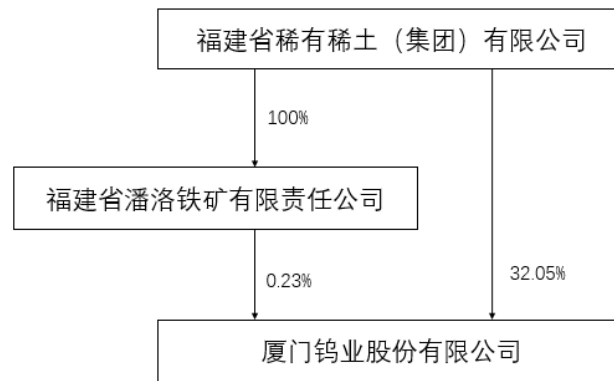 福建省稀有稀土（集团）有限公司
100%
福建省潘洛铁矿有限责任公司
0.23%
32.05%
厦门钨业股份有限公司